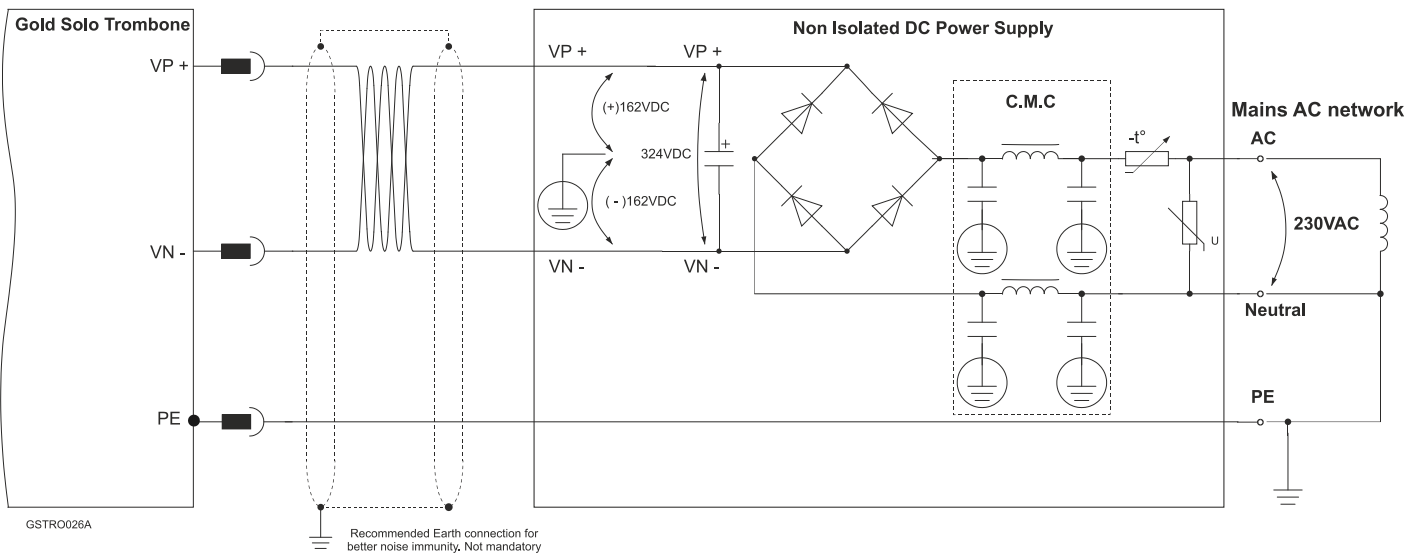 Gold Solo Trombone
Non Isolated DC Power Supply
VP +
VP +
VP +
(+)162VDC
324VDC
+
(-)162VDC
VN -
VN -
VN -
C.M.C
-t°
U
Mains AC network
AC
230VAC
Neutral
PE
PE
GSTRO026A
Recommended Earth connection for
better noise immunity. Not mandatory